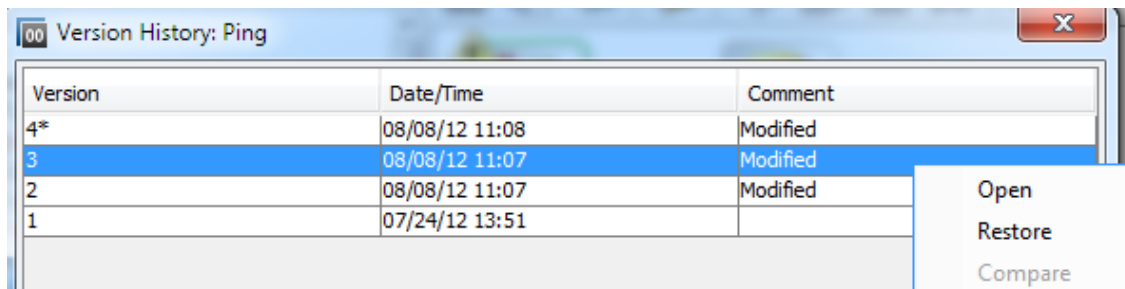 00 Version History: Ping
Version Date/Time Comment
4* 08/08/12 11:08 Modified
3 08/08/12 11:07 Modified
2 08/08/12 11:07 Modified
1 07/24/12 13:51
Open
Restore
Compare